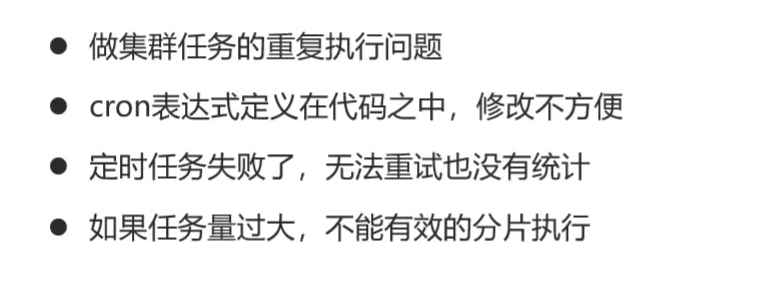 ● 做集群任务的重复执行问题
● cron表达式定义在代码之中，修改不方便
● 定时任务失败了，无法重试也没有统计
● 如果任务量过大，不能有效的分片执行